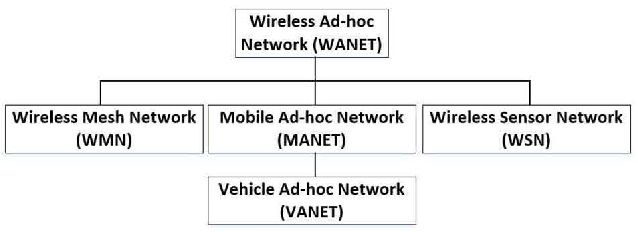 Wireless Ad-hoc
Network (WANET)
Wireless Mesh Network
(WMN)
Mobile Ad-hoc Network
(MANET)
Wireless Sensor Network
(WSN)
Vehicle Ad-hoc Network
(VANET)